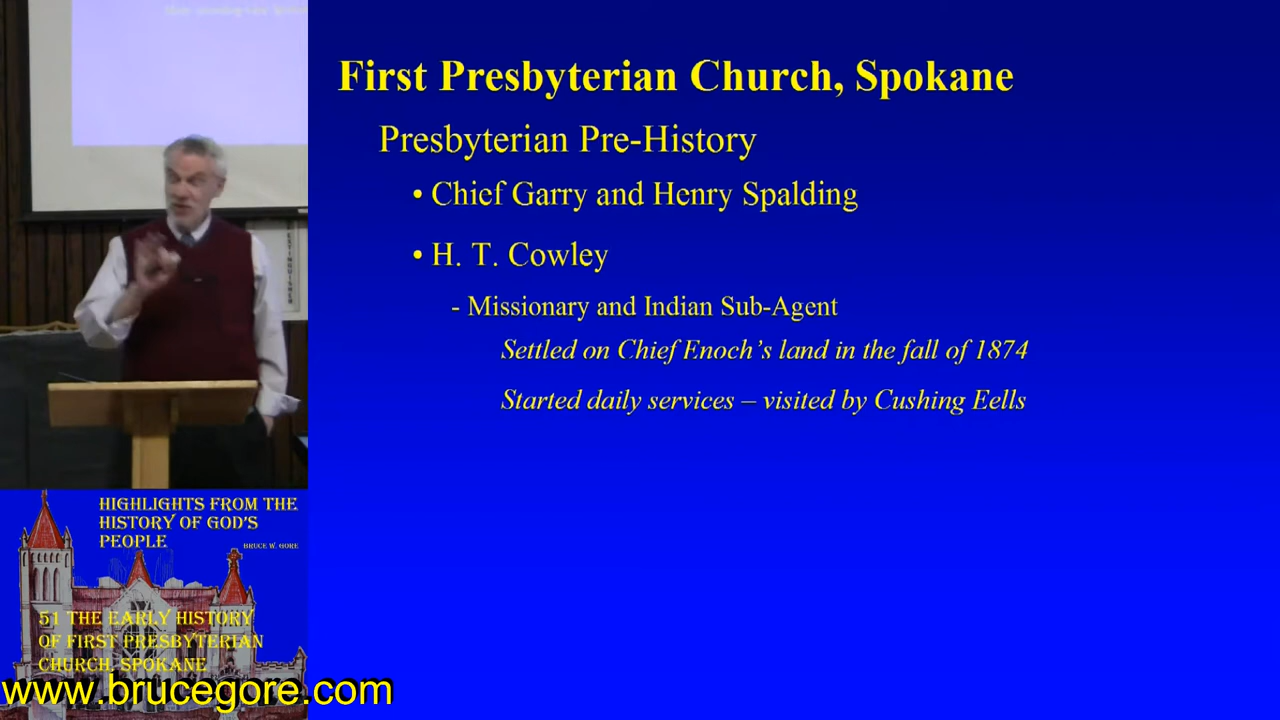 First Presbyterian Church, Spokane
Presbyterian Pre-History
• Chief Garry and Henry Spalding
• H. T. Cowley
- Missionary and Indian Sub-Agent
Settled on Chief Enoch's land in the fall of 1874
Started daily services – visited by Cushing Eells
EXTINGUISHER
HIGHLIGHTS FROM THE
HISTORY OF GOD'S
PEOPLE
BRUCE W. GORE
51 THE EARLY HISTORY
OF FIRST PRESBYTERIAN
CHURCH, SPOKANE
www.brucegore.com